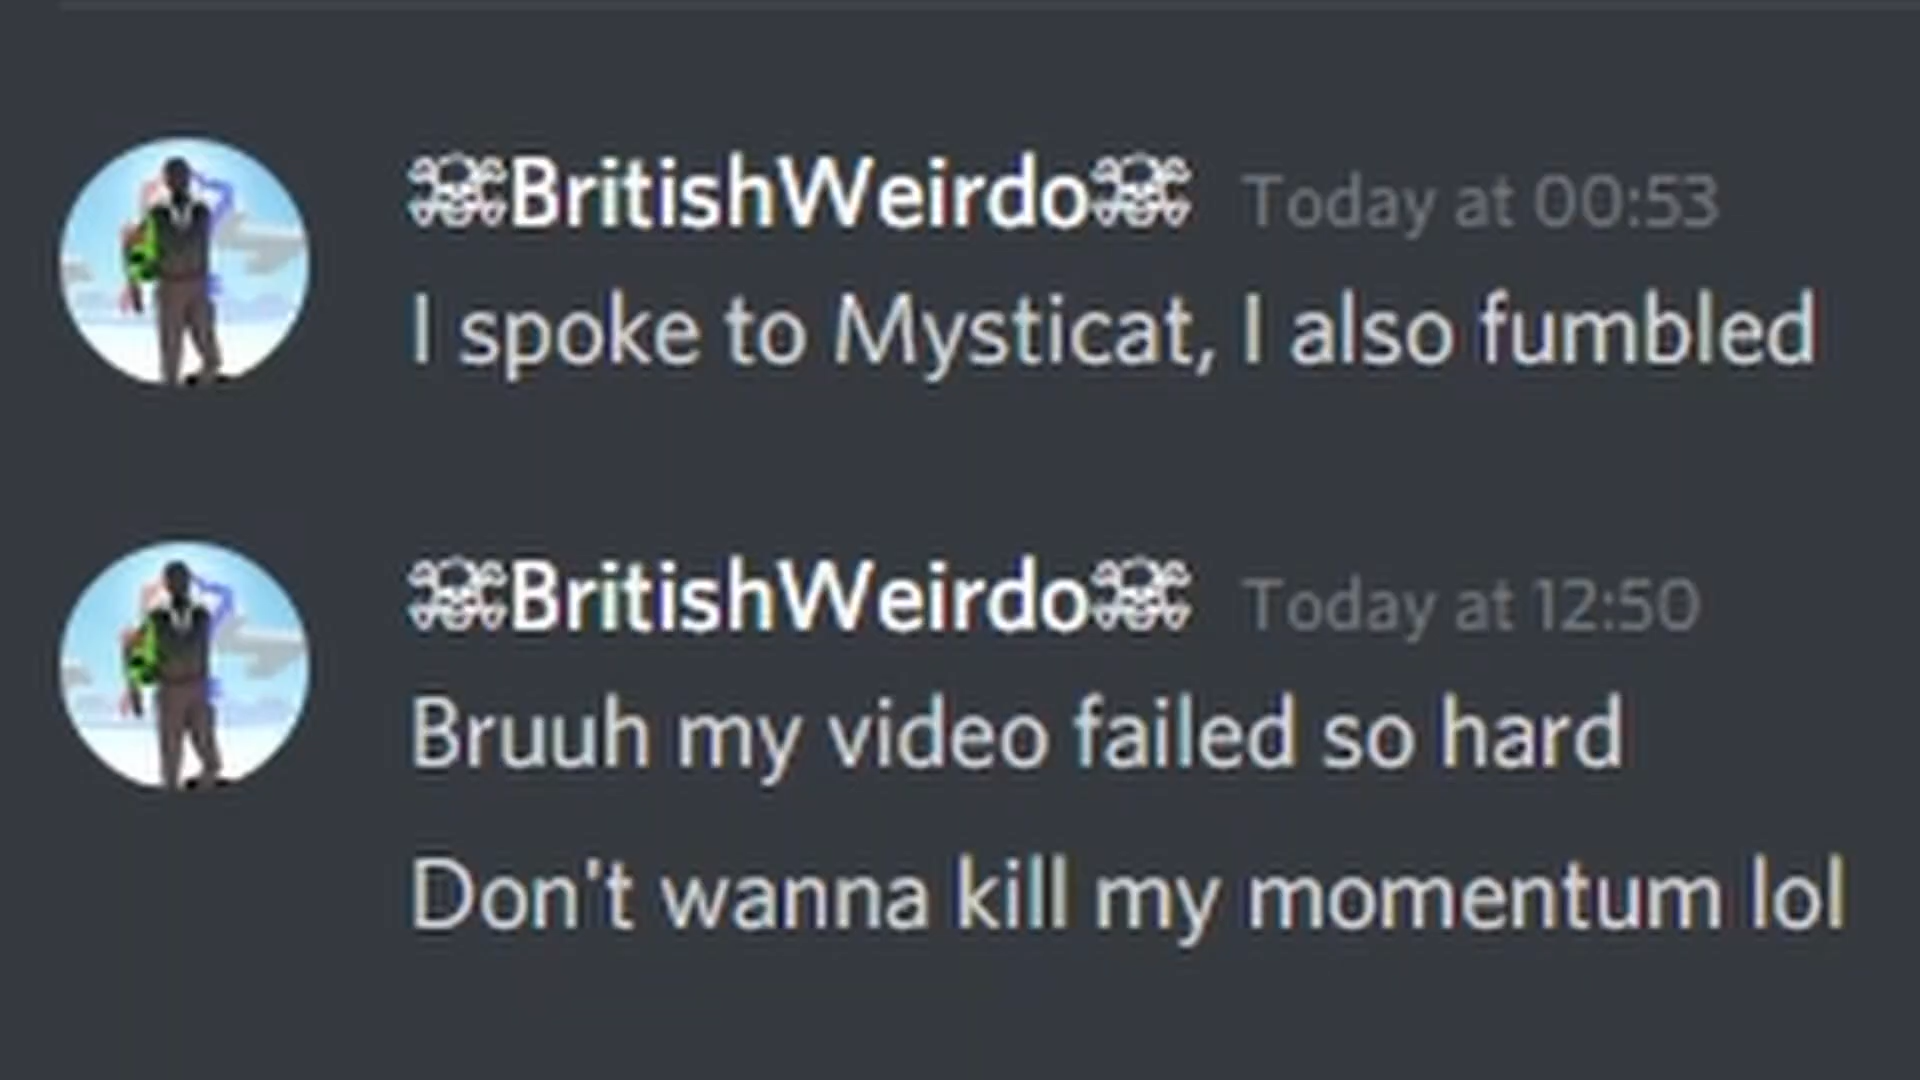 ☠BritishWeirdo☠ Today at 00:53
I spoke to Mysticat, I also fumbled
☠BritishWeirdo☠ Today at 12:50
Bruuh my video failed so hard
Don't wanna kill my momentum lol